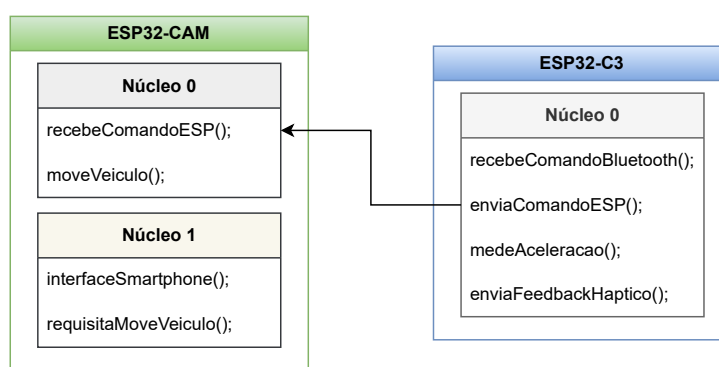 ESP32-CAM
Núcleo 0
recebeComandoESP();
moveVeiculo();
Núcleo 1
interfaceSmartphone();
requisitaMoveVeiculo();
ESP32-C3
Núcleo 0
recebeComandoBluetooth();
enviaComandoESP();
medeAceleracao();
enviaFeedbackHaptico();